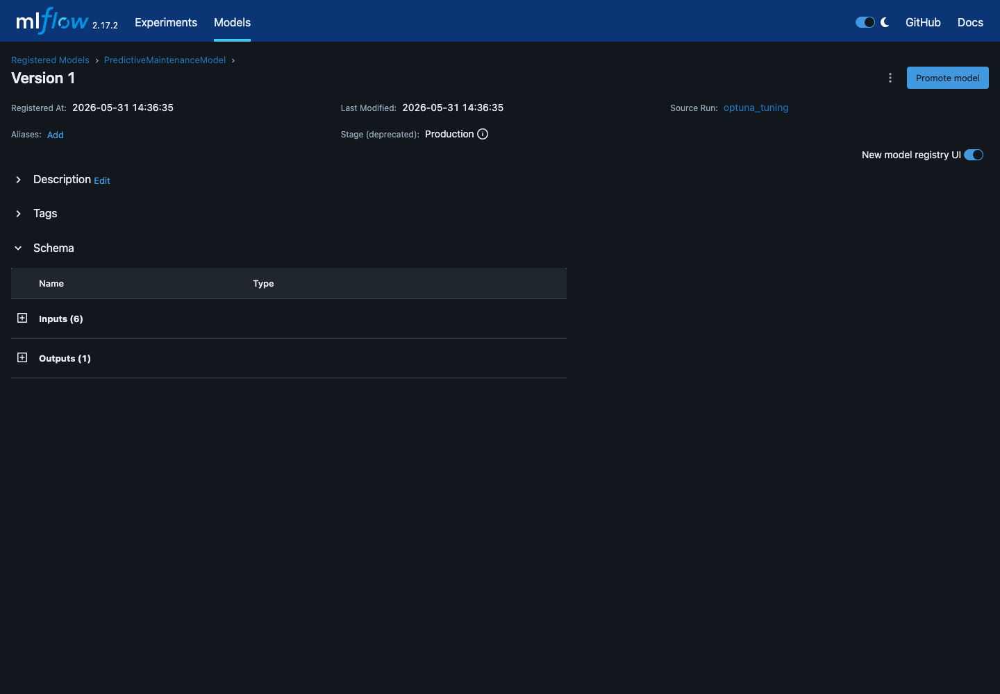 mlflow 2.17.2 Experiments Models GitHub Docs
Registered Models > PredictiveMaintenanceModel >
Version 1
Promote model
Registered At: 2026-05-31 14:36:35 Last Modified: 2026-05-31 14:36:35 Source Run: optuna_tuning
Aliases: Add Stage (deprecated): Production
New model registry UI
Description Edit
Tags
Schema
Name Type
Inputs (6)
Outputs (1)